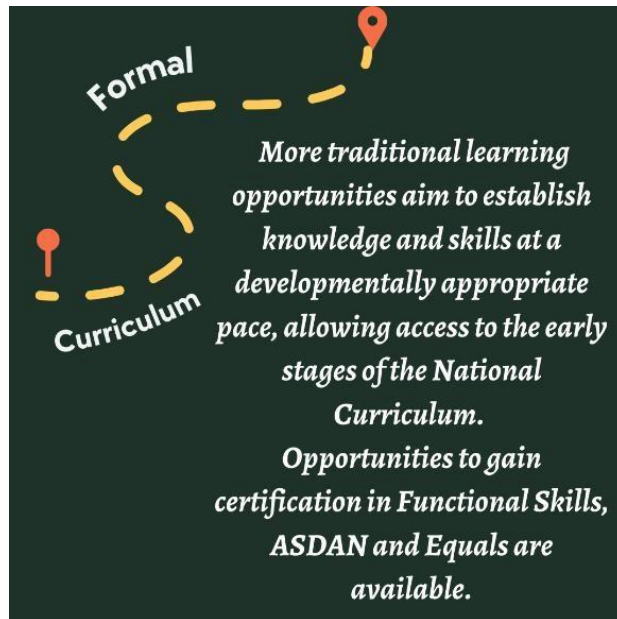 Formal
Curriculum
More traditional learning
opportunities aim to establish
knowledge and skills at a
developmentally appropriate
pace, allowing access to the early
stages of the National
Curriculum.
Opportunities to gain
certification in Functional Skills,
ASDAN and Equals are
available.